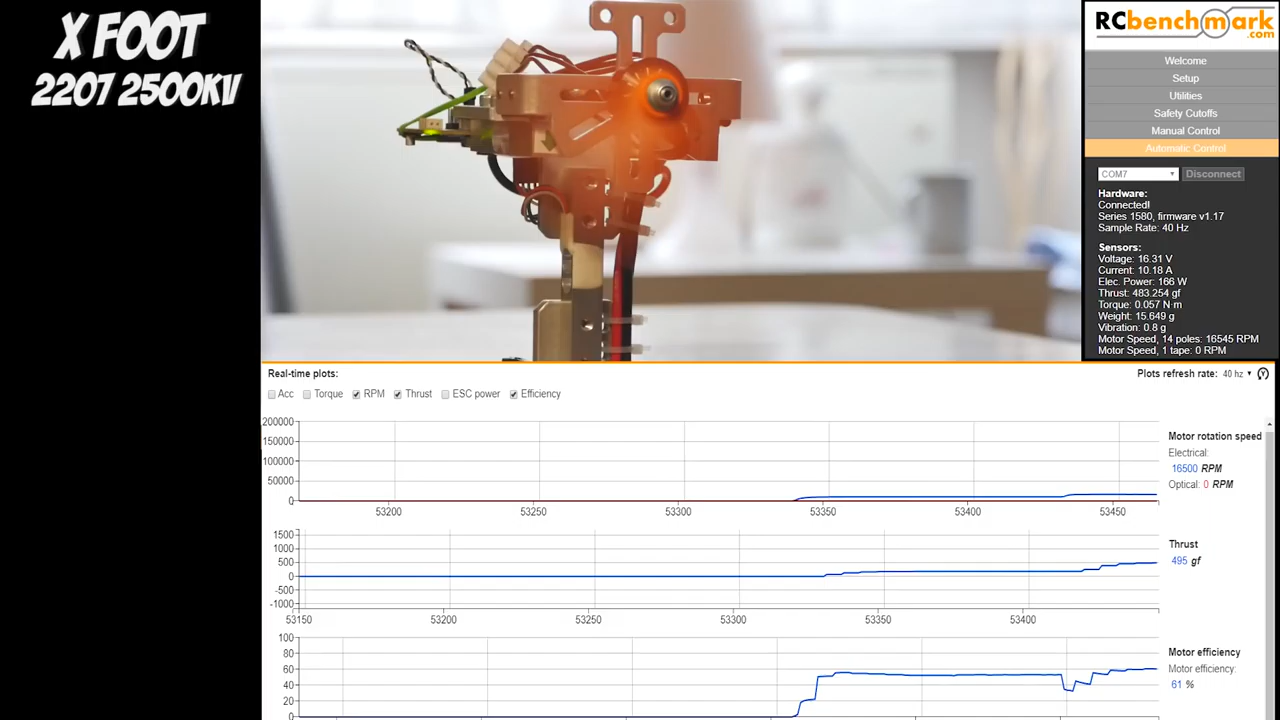 X FOOT
2207 2500KV
RCbenchmark
.com
Welcome
Setup
Utilities
Safety Cutoffs
Manual Control
Automatic Control
COM7
Disconnect
Hardware:
Connected!
Series 1580, firmware v1.17
Sample Rate: 40 Hz
Sensors:
Voltage: 16.31 V
Current: 10.18 A
Elec. Power: 166 W
Thrust: 483.254 gf
Torque: 0.057 N·m
Weight: 15.649 g
Vibration: 0.8 g
Motor Speed, 14 poles: 16545 RPM
Motor Speed, 1 tape: 0 RPM
Real-time plots:
Plots refresh rate: 40 hz
Acc Torque RPM Thrust ESC power Efficiency
200000
150000
100000
50000
0
53200 53250 53300 53350 53400 53450
Motor rotation speed
Electrical:
16500 RPM
Optical: 0 RPM
1500
1000
500
0
-500
-1000
53150 53200 53250 53300 53350 53400
Thrust
495 gf
100
80
60
40
20
0
Motor efficiency
Motor efficiency:
61 %